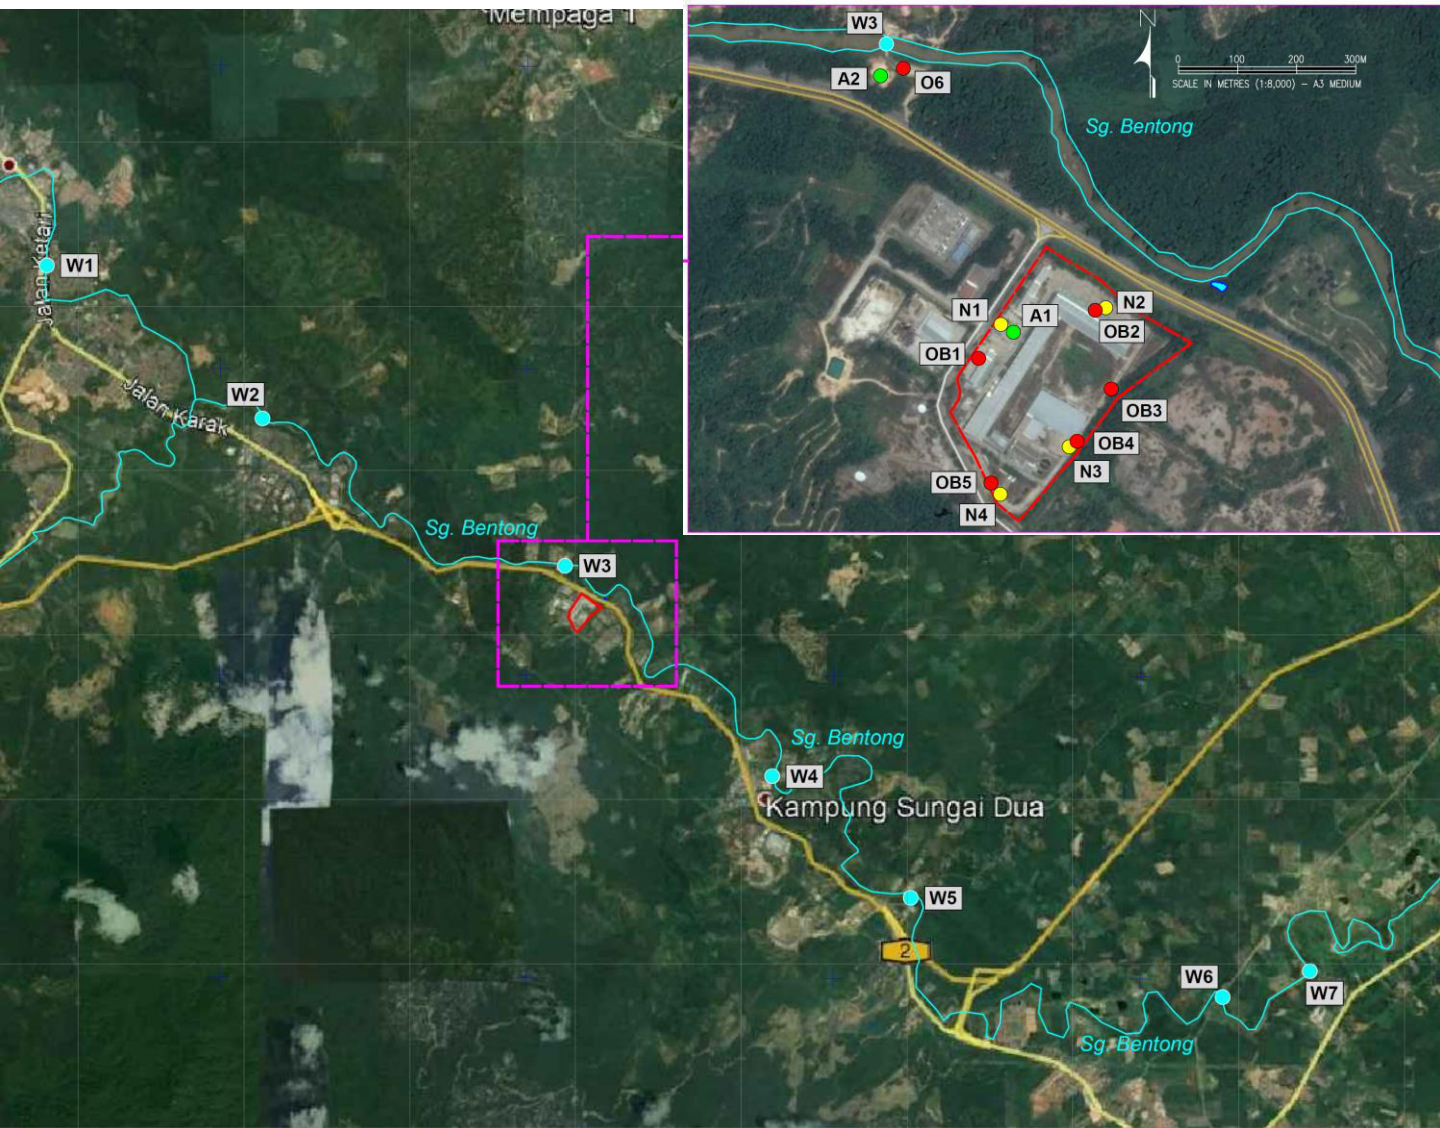 Mempaga 1
W3
A2
O6
N
0 100 200 300M
SCALE IN METRES (1:8,000) – A3 MEDIUM
Sg. Bentong
N1
A1
N2
OB2
OB1
OB3
OB4
N3
OB5
N4
Jalan Ketari
W1
W2
Jalan Karak
Sg. Bentong
W3
Sg. Bentong
W4
Kampung Sungai Dua
W5
2
W6
W7
Sg. Bentong